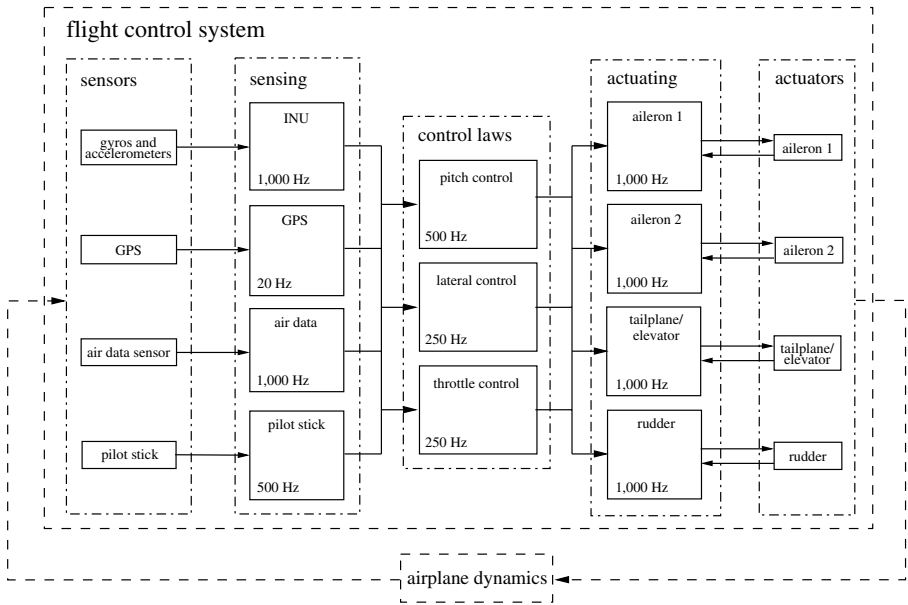 flight control system
sensors
gyros and
accelerometers
GPS
air data sensor
pilot stick
sensing
INU
1,000 Hz
GPS
20 Hz
air data
1,000 Hz
pilot stick
500 Hz
control laws
pitch control
500 Hz
lateral control
250 Hz
throttle control
250 Hz
actuating
aileron 1
1,000 Hz
aileron 2
1,000 Hz
tailplane/
elevator
1,000 Hz
rudder
1,000 Hz
actuators
aileron 1
aileron 2
tailplane/
elevator
rudder
airplane dynamics